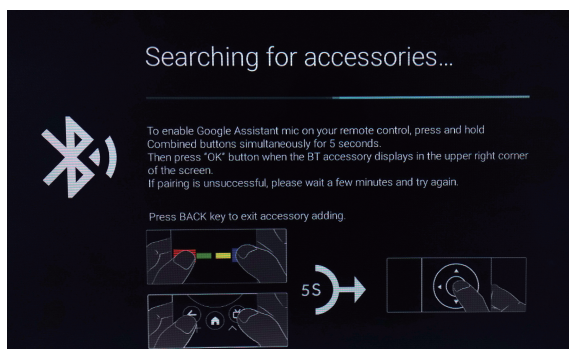 Searching for accessories...
To enable Google Assistant mic on your remote control, press and hold
Combined buttons simultaneously for 5 seconds.
Then press "OK" button when the BT accessory displays in the upper right corner
of the screen.
If pairing is unsuccessful, please wait a few minutes and try again.
Press BACK key to exit accessory adding.
5S